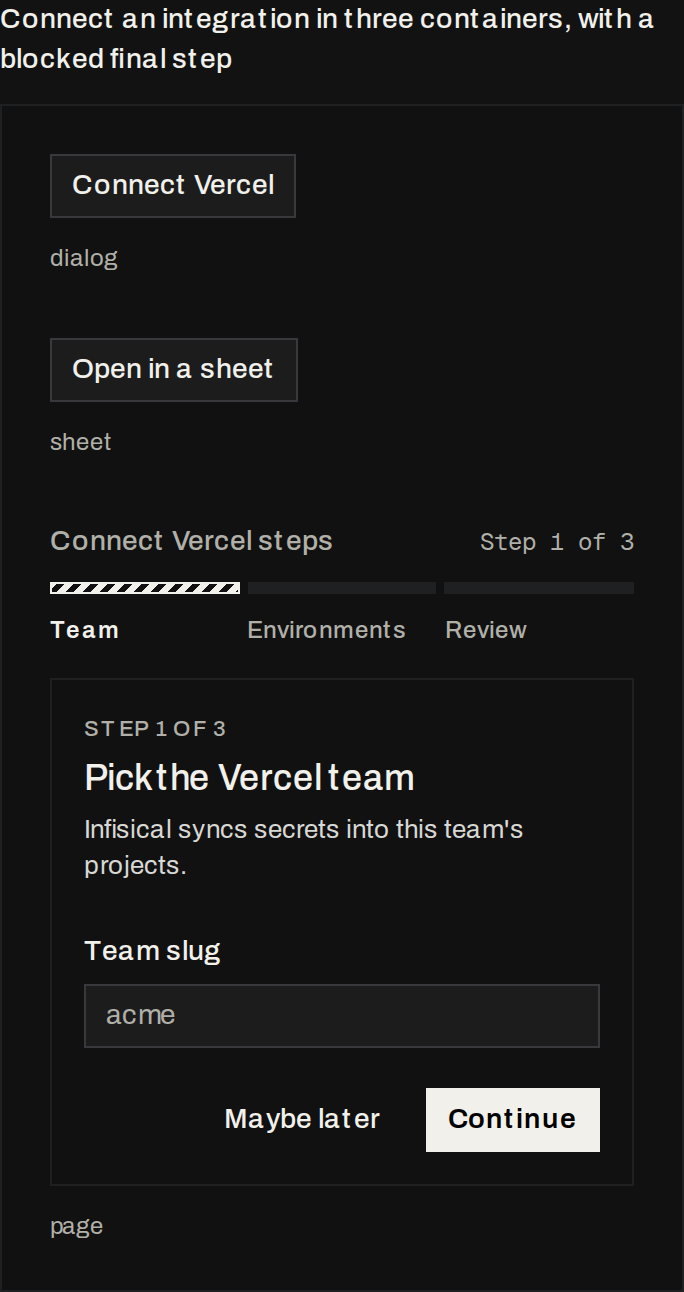 Connect an integration in three containers, with a
blocked final step
Connect Vercel
dialog
Open in a sheet
sheet
Connect Vercel steps
Step 1 of 3
Team
Environments
Review
STEP 1 OF 3
Pick the Vercel team
Infisical syncs secrets into this team's
projects.
Team slug
acme
Maybe later
Continue
page